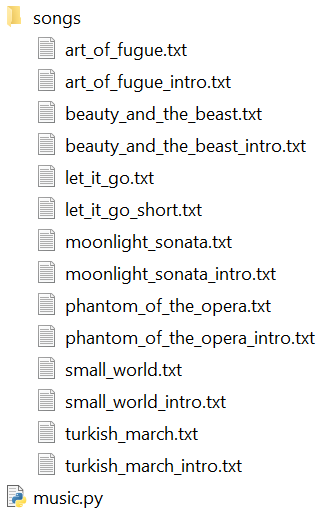 songs
art_of_fugue.txt
art_of_fugue_intro.txt
beauty_and_the_beast.txt
beauty_and_the_beast_intro.txt
let_it_go.txt
let_it_go_short.txt
moonlight_sonata.txt
moonlight_sonata_intro.txt
phantom_of_the_opera.txt
phantom_of_the_opera_intro.txt
small_world.txt
small_world_intro.txt
turkish_march.txt
turkish_march_intro.txt
music.py